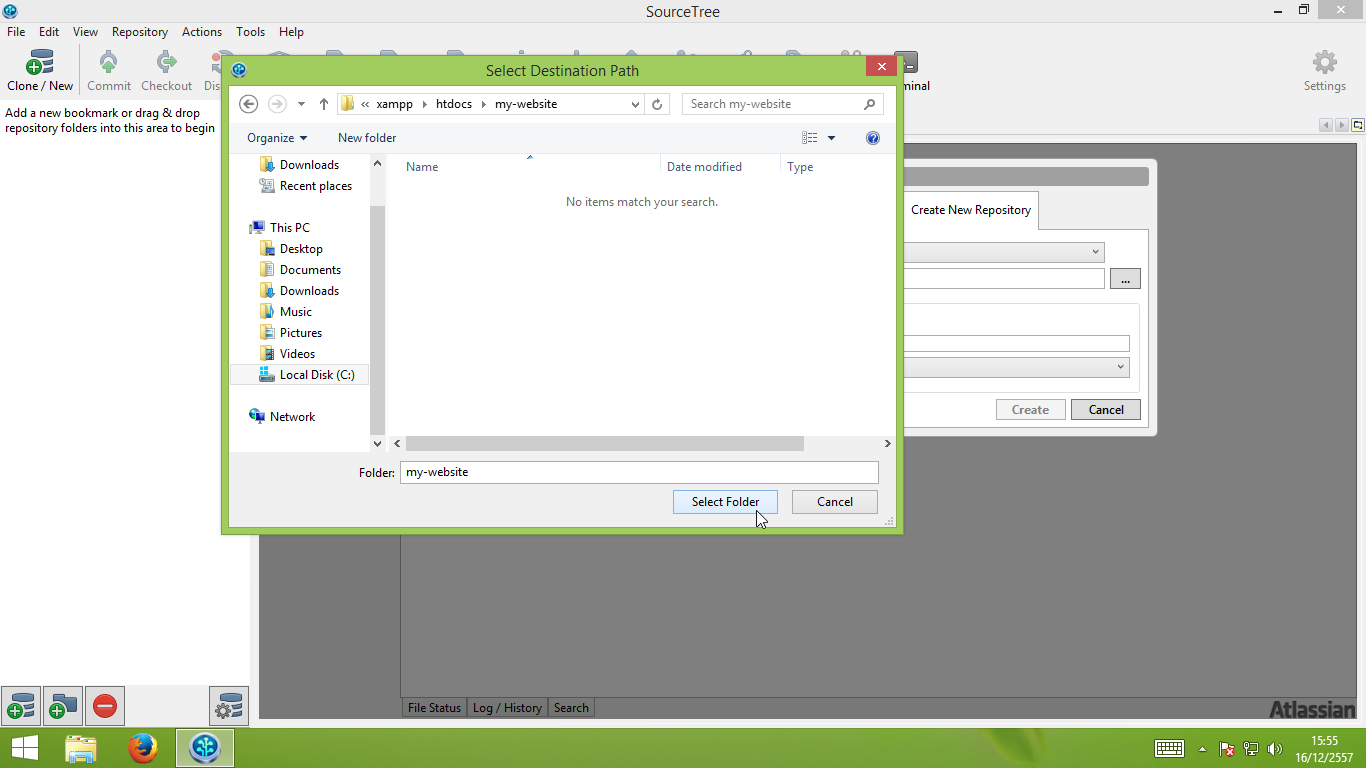 SourceTree
File Edit View Repository Actions Tools Help
Clone / New Commit Checkout Settings
Add a new bookmark or drag & drop
repository folders into this area to begin
Select Destination Path
« xampp htdocs my-website
Search my-website
Organize New folder
Downloads
Recent places
This PC
Desktop
Documents
Downloads
Music
Pictures
Videos
Local Disk (C:)
Network
Name Date modified Type
No items match your search.
Folder: my-website
Select Folder Cancel
Create New Repository
...
Create Cancel
File Status Log / History Search
Atlassian
15:55
16/12/2557